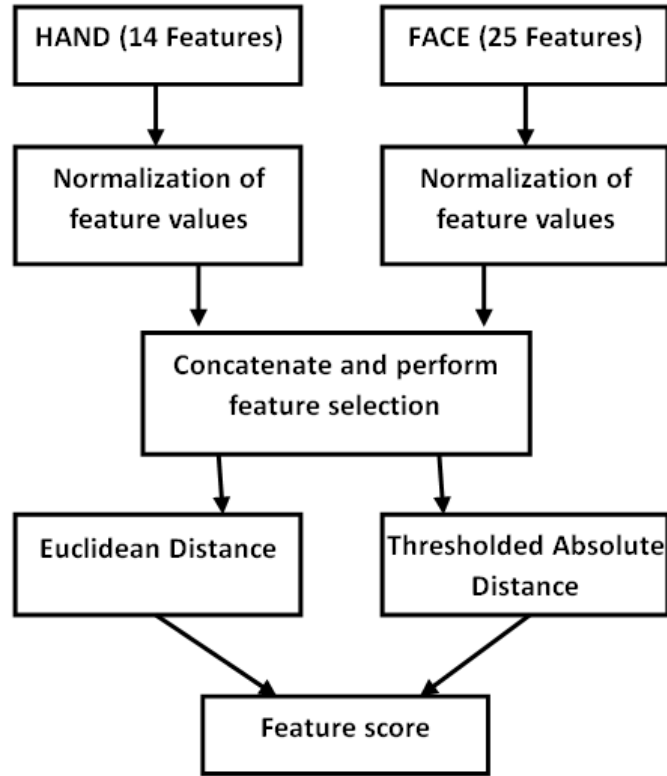 HAND (14 Features)
FACE (25 Features)
Normalization of
feature values
Normalization of
feature values
Concatenate and perform
feature selection
Euclidean Distance
Thresholded Absolute
Distance
Feature score